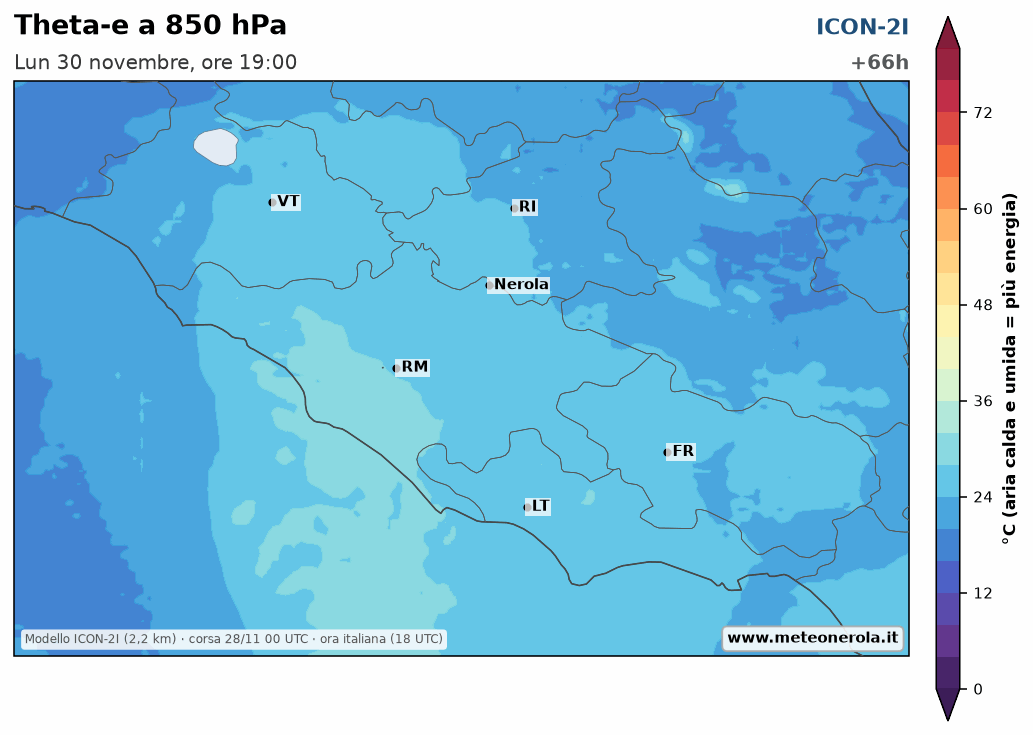 Theta-e a 850 hPa
ICON-2I
Lun 30 novembre, ore 19:00
+66h
VT
RI
Nerola
RM
FR
LT
Modello ICON-2I (2,2 km) · corsa 28/11 00 UTC · ora italiana (18 UTC)
www.meteonerola.it
72
60
48
36
24
12
0
°C (aria calda e umida = più energia)